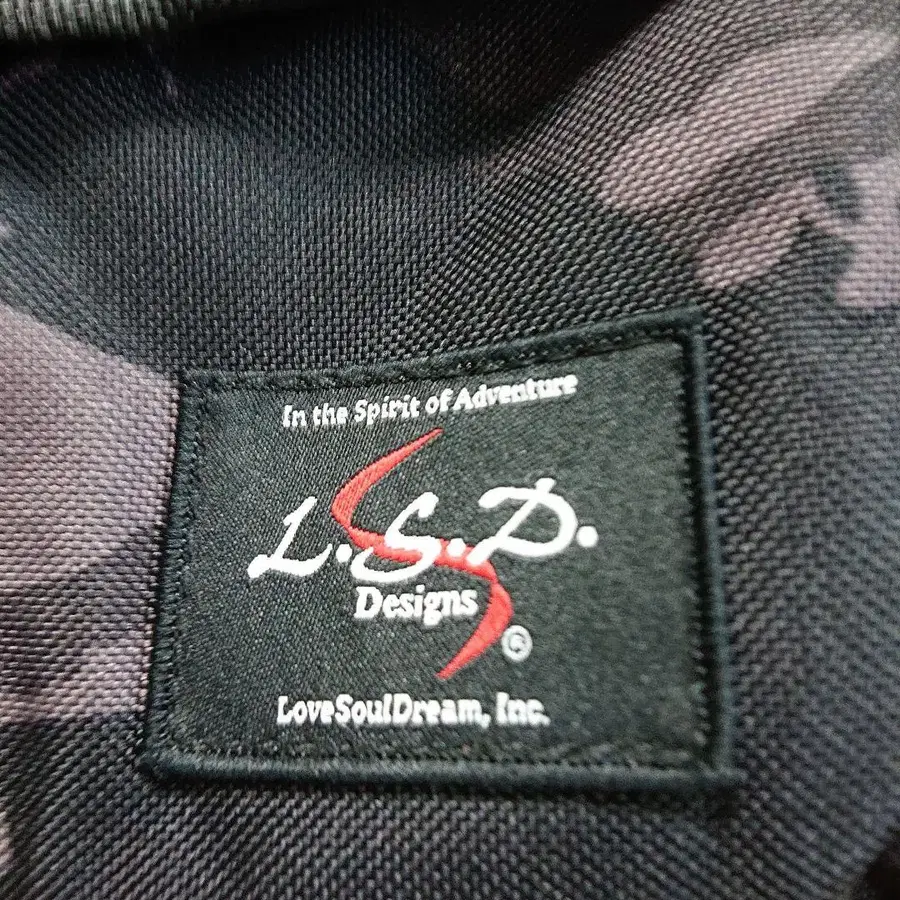 In the Spirit of Adventure
L.S.D.
Designs
®
LoveSoulDream, Inc.